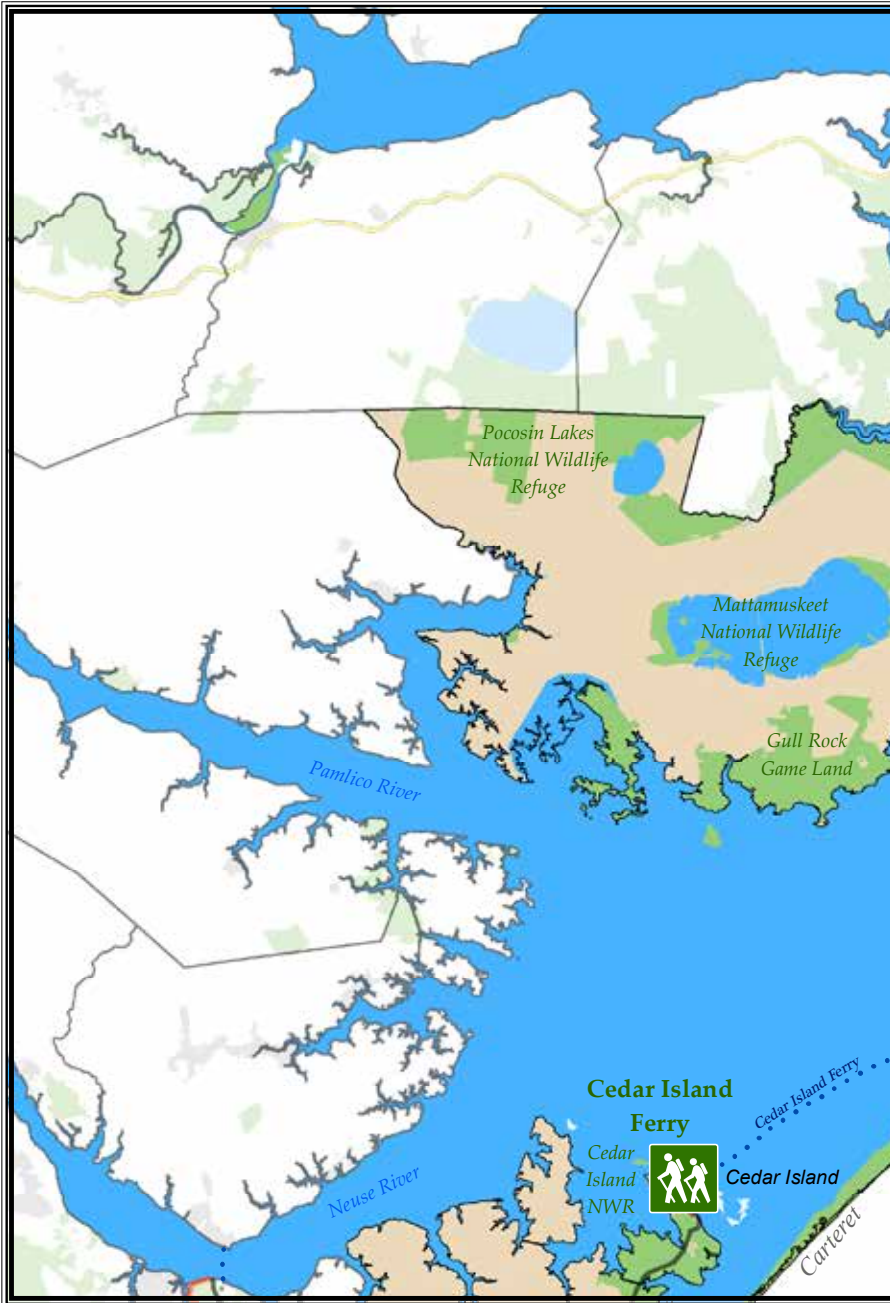 Pocosin Lakes
National Wildlife
Refuge
Mattamuskeet
National Wildlife
Refuge
Gull Rock
Game Land
Pamlico River
Cedar Island Ferry
Cedar Island
Ferry
Cedar
Island
NWR
Cedar Island
Neuse River
Carteret